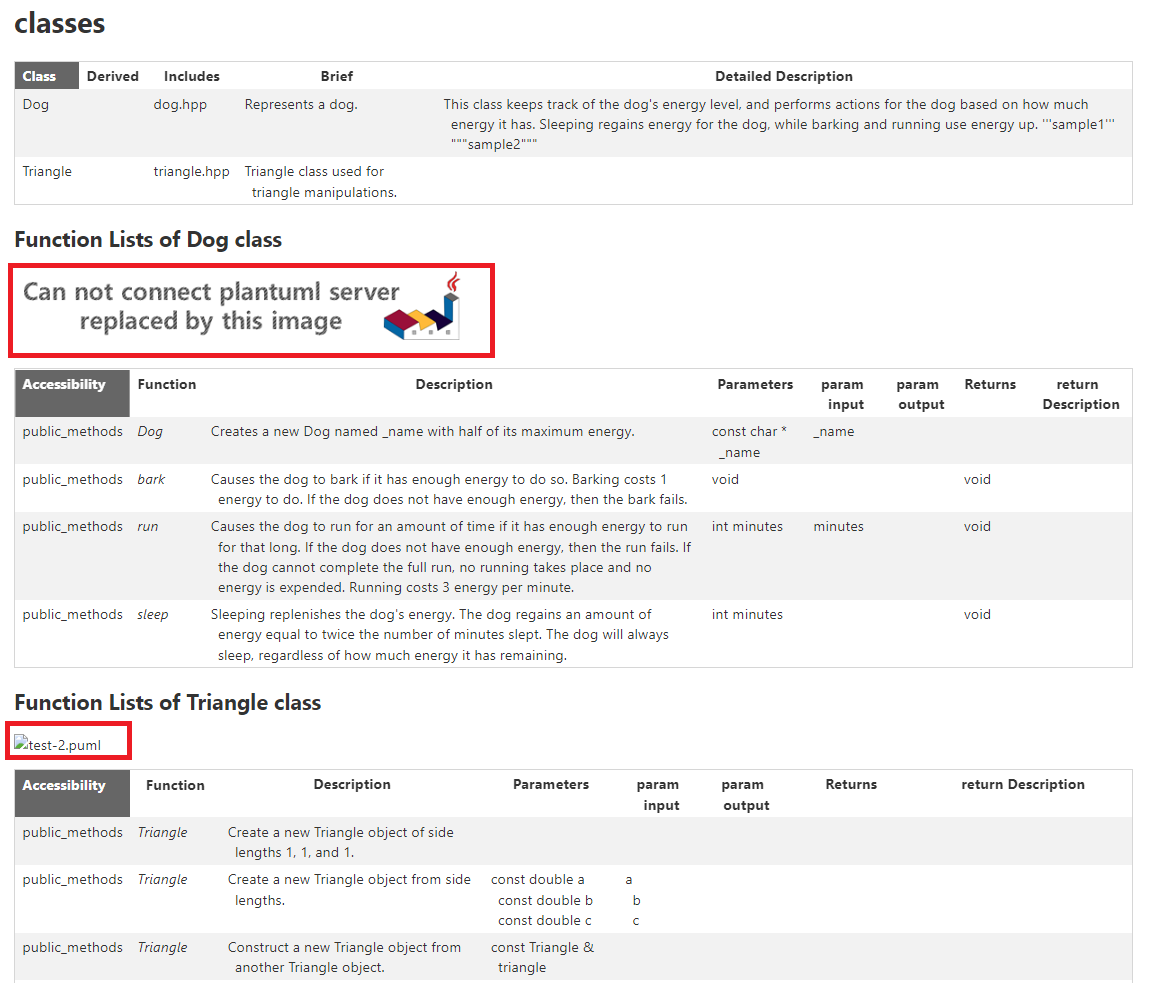 classes
Class Derived Includes Brief Detailed Description
Dog dog.hpp Represents a dog. This class keeps track of the dog's energy level, and performs actions for the dog based on how much
energy it has. Sleeping regains energy for the dog, while barking and running use energy up. '''sample1'''
"""sample2"""
Triangle triangle.hpp Triangle class used for
triangle manipulations.
Function Lists of Dog class
Can not connect plantuml server
replaced by this image
Accessibility Function Description Parameters param Returns return
input output Description
public_methods Dog Creates a new Dog named _name with half of its maximum energy. const char * _name
_name
public_methods bark Causes the dog to bark if it has enough energy to do so. Barking costs 1 void void
energy to do. If the dog does not have enough energy, then the bark fails.
public_methods run Causes the dog to run for an amount of time if it has enough energy to run int minutes minutes void
for that long. If the dog does not have enough energy, then the run fails. If
the dog cannot complete the full run, no running takes place and no
energy is expended. Running costs 3 energy per minute.
public_methods sleep Sleeping replenishes the dog's energy. The dog regains an amount of int minutes void
energy equal to twice the number of minutes slept. The dog will always
sleep, regardless of how much energy it has remaining.
Function Lists of Triangle class
test-2.puml
Accessibility Function Description Parameters param param Returns return Description
input output
public_methods Triangle Create a new Triangle object of side
lengths 1, 1, and 1.
public_methods Triangle Create a new Triangle object from side const double a a
lengths. const double b b
const double c c
public_methods Triangle Construct a new Triangle object from const Triangle &
another Triangle object. triangle